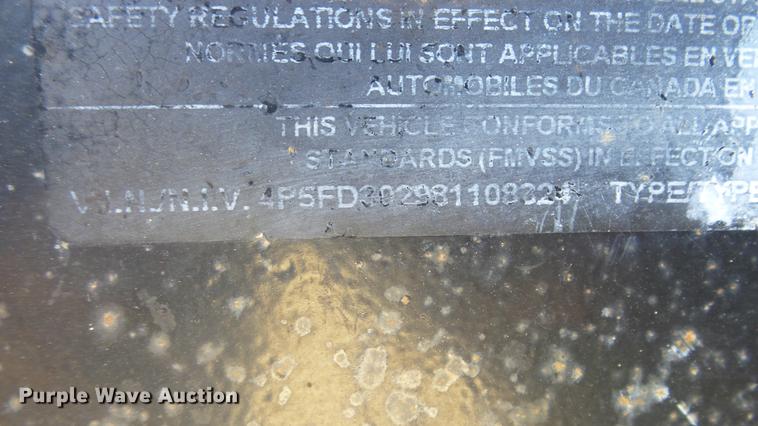 SAFETY REGULATIONS IN EFFECT ON THE DATE OF
NORMES QUI LUI SONT APPLICABLES EN
AUTOMOBILES DU CANADA EN
THIS VEHICLE CONFORMS TO ALL APP
STANDARDS (FMVSS) IN EFFECT ON
V.I.N./N.I.V. TYPE/TYPE
Purple Wave Auction